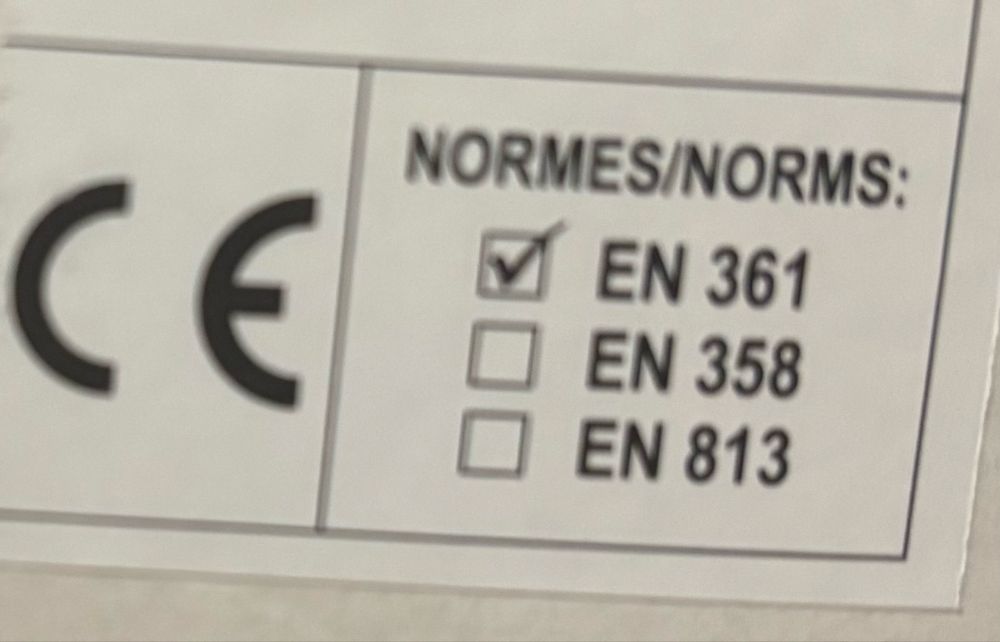 CE
NORMES/NORMS:
EN 361
EN 358
EN 813